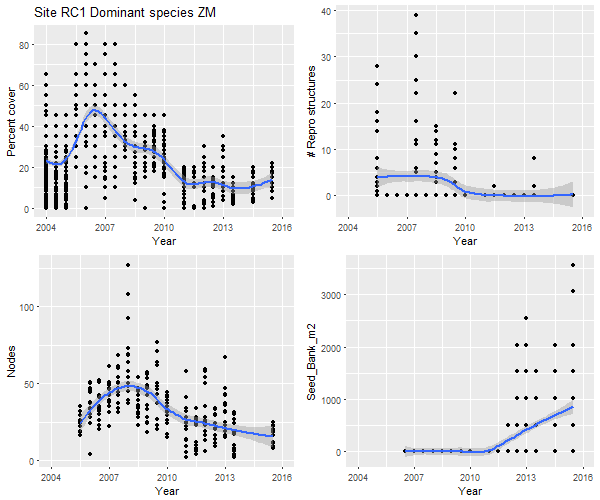 Site RC1 Dominant species ZM
Percent cover
80
60
40
20
0
2004 2007 2010 2013 2016
Year
# Repro structures
40
30
20
10
0
2004 2007 2010 2013 2016
Year
Nodes
100
50
0
2004 2007 2010 2013 2016
Year
Seed_Bank_m2
3000
2000
1000
0
2004 2007 2010 2013 2016
Year